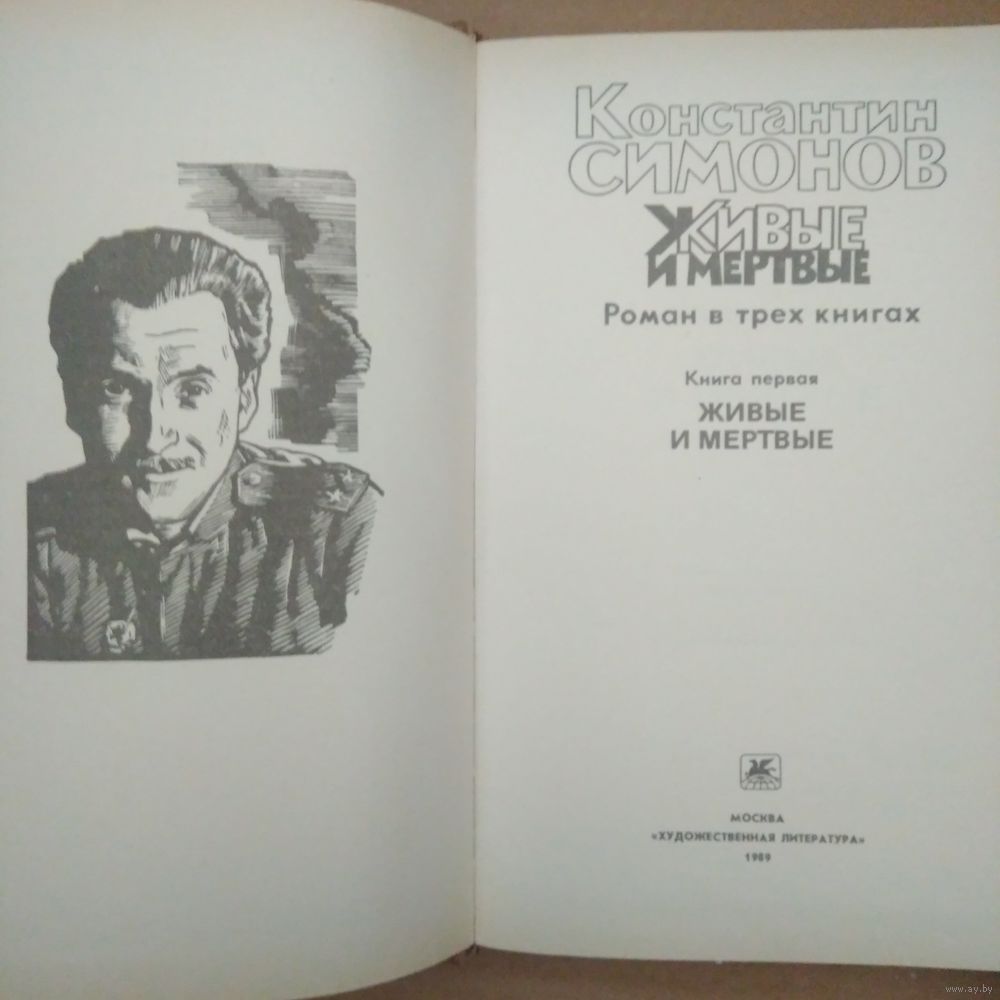 Константин
СИМОНОВ
ЖИВЫЕ
И МЕРТВЫЕ
Роман в трех книгах
Книга первая
ЖИВЫЕ
И МЕРТВЫЕ
МОСКВА
«ХУДОЖЕСТВЕННАЯ ЛИТЕРАТУРА»
1989
www.ay.by